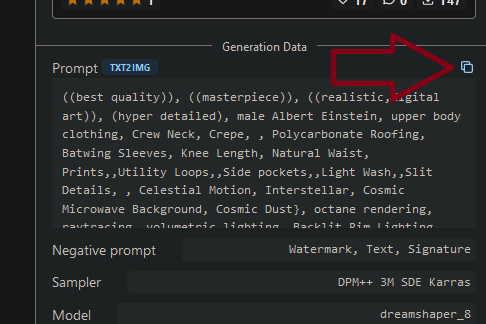 1 17 0 147
Generation Data
Prompt TXT2IMG
((best quality)), ((masterpiece)), ((realistic,digital
art)), (hyper detailed), male Albert Einstein, upper body
clothing, Crew Neck, Crepe, , Polycarbonate Roofing,
Batwing Sleeves, Knee Length, Natural Waist,
Prints,,Utility Loops,,Side pockets,,Light Wash,,Slit
Details, , Celestial Motion, Interstellar, Cosmic
Microwave Background, Cosmic Dust}, octane rendering,
raytracing, volumetric lighting, Backlit,Rim Lighting,
Negative prompt Watermark, Text, Signature
Sampler DPM++ 3M SDE Karras
Model dreamshaper_8